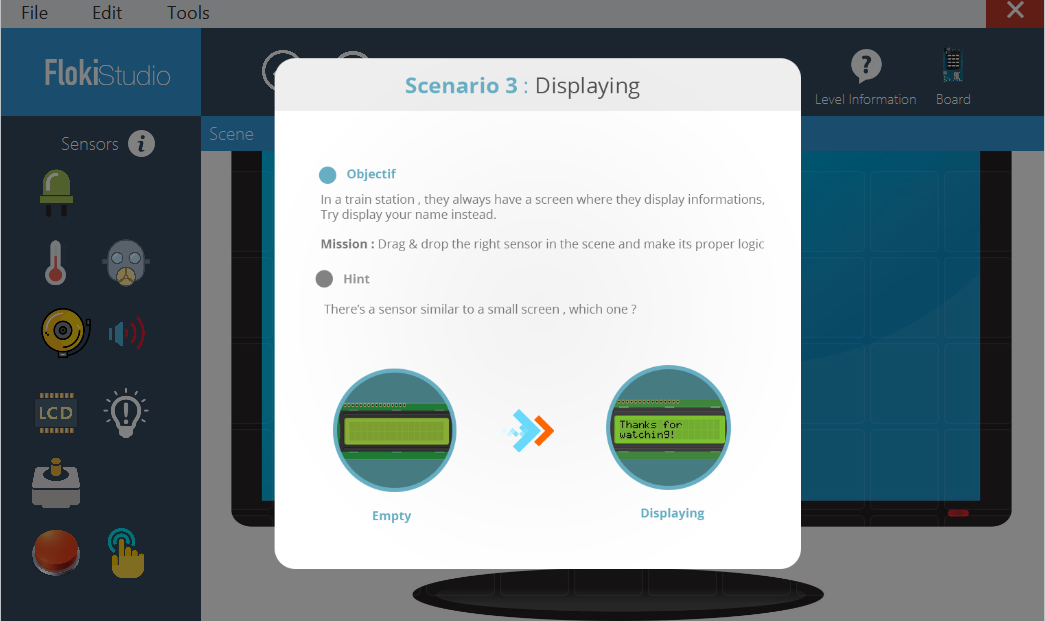 File Edit Tools
FlokiStudio
Level Information
Board
Sensors i
Scene
LCD
Scenario 3 : Displaying
Objectif
In a train station , they always have a screen where they display informations,
Try display your name instead.
Mission : Drag & drop the right sensor in the scene and make its proper logic
Hint
There's a sensor similar to a small screen , which one ?
Thanks for
watching!
Empty
Displaying